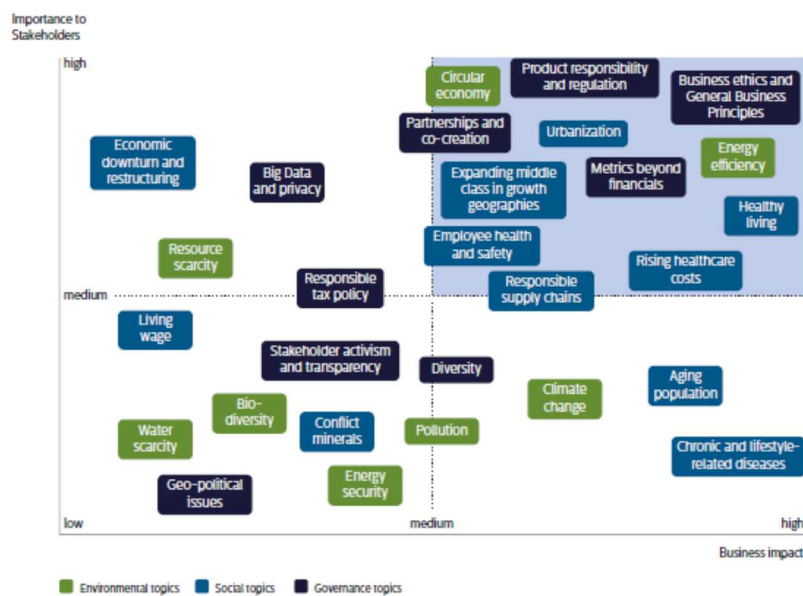 Importance to
Stakeholders
high
Circular
economy
Product responsibility
and regulation
Business ethics and
General Business
Principles
Partnerships and
co-creation
Urbanization
Economic
downturn and
restructuring
Big Data
and privacy
Expanding middle
class in growth
geographies
Metrics beyond
financials
Energy
efficiency
Healthy
living
Employee health
and safety
Resource
scarcity
Rising healthcare
costs
Responsible
tax policy
Responsible
supply chains
medium
Living
wage
Stakeholder activism
and transparency
Diversity
Aging
population
Climate
change
Bio-
diversity
Water
scarcity
Conflict
minerals
Pollution
Chronic and lifestyle-
related diseases
Geo-political
issues
Energy
security
low
medium
high
Business impact
Environmental topics
Social topics
Governance topics